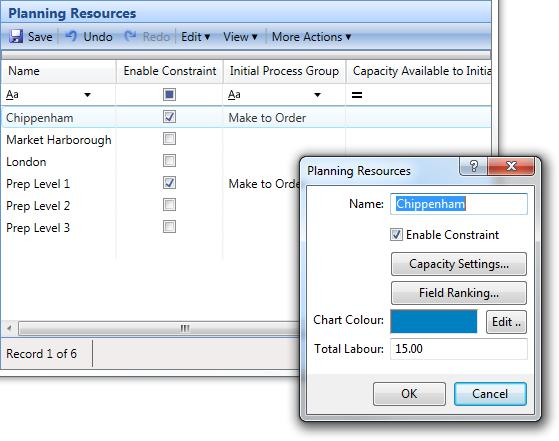 Planning Resources
Save Undo Redo Edit View More Actions
Name Enable Constraint Initial Process Group Capacity Available to Initia
Aa Aa =
Chippenham Make to Order
Market Harborough
London
Prep Level 1 Make to Orde
Prep Level 2
Prep Level 3
Record 1 of 6
Planning Resources ?
Name: Chippenham
Enable Constraint
Capacity Settings...
Field Ranking...
Chart Colour: Edit ..
Total Labour: 15.00
OK Cancel